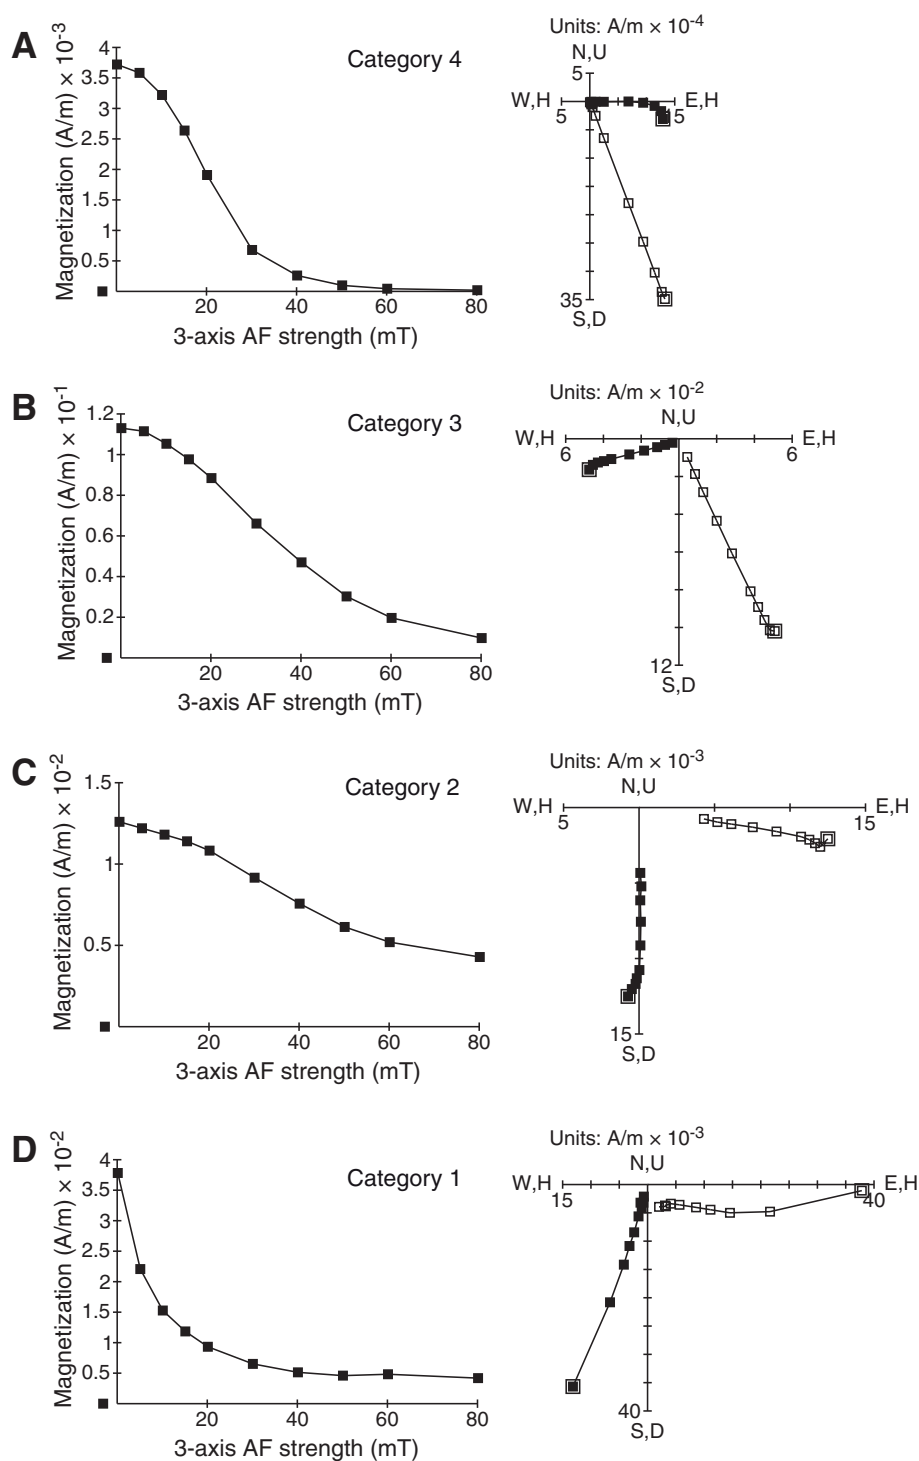 A
Category 4
Magnetization (A/m) × 10-3
4
3.5
3
2.5
2
1.5
1
0.5
20
40
60
80
3-axis AF strength (mT)
Units: A/m × 10-4
N,U
5
W,H
E,H
5
15
35
S,D
B
Category 3
Magnetization (A/m) × 10-1
1.2
1
0.8
0.6
0.4
0.2
20
40
60
80
3-axis AF strength (mT)
Units: A/m × 10-2
N,U
W,H
E,H
6
6
12
S,D
C
Category 2
Magnetization (A/m) × 10-2
1.5
1
0.5
20
40
60
80
3-axis AF strength (mT)
Units: A/m × 10-3
N,U
W,H
E,H
5
15
15
S,D
D
Category 1
Magnetization (A/m) × 10-2
4
3.5
3
2.5
2
1.5
1
0.5
20
40
60
80
3-axis AF strength (mT)
Units: A/m × 10-3
N,U
W,H
E,H
15
40
40
S,D